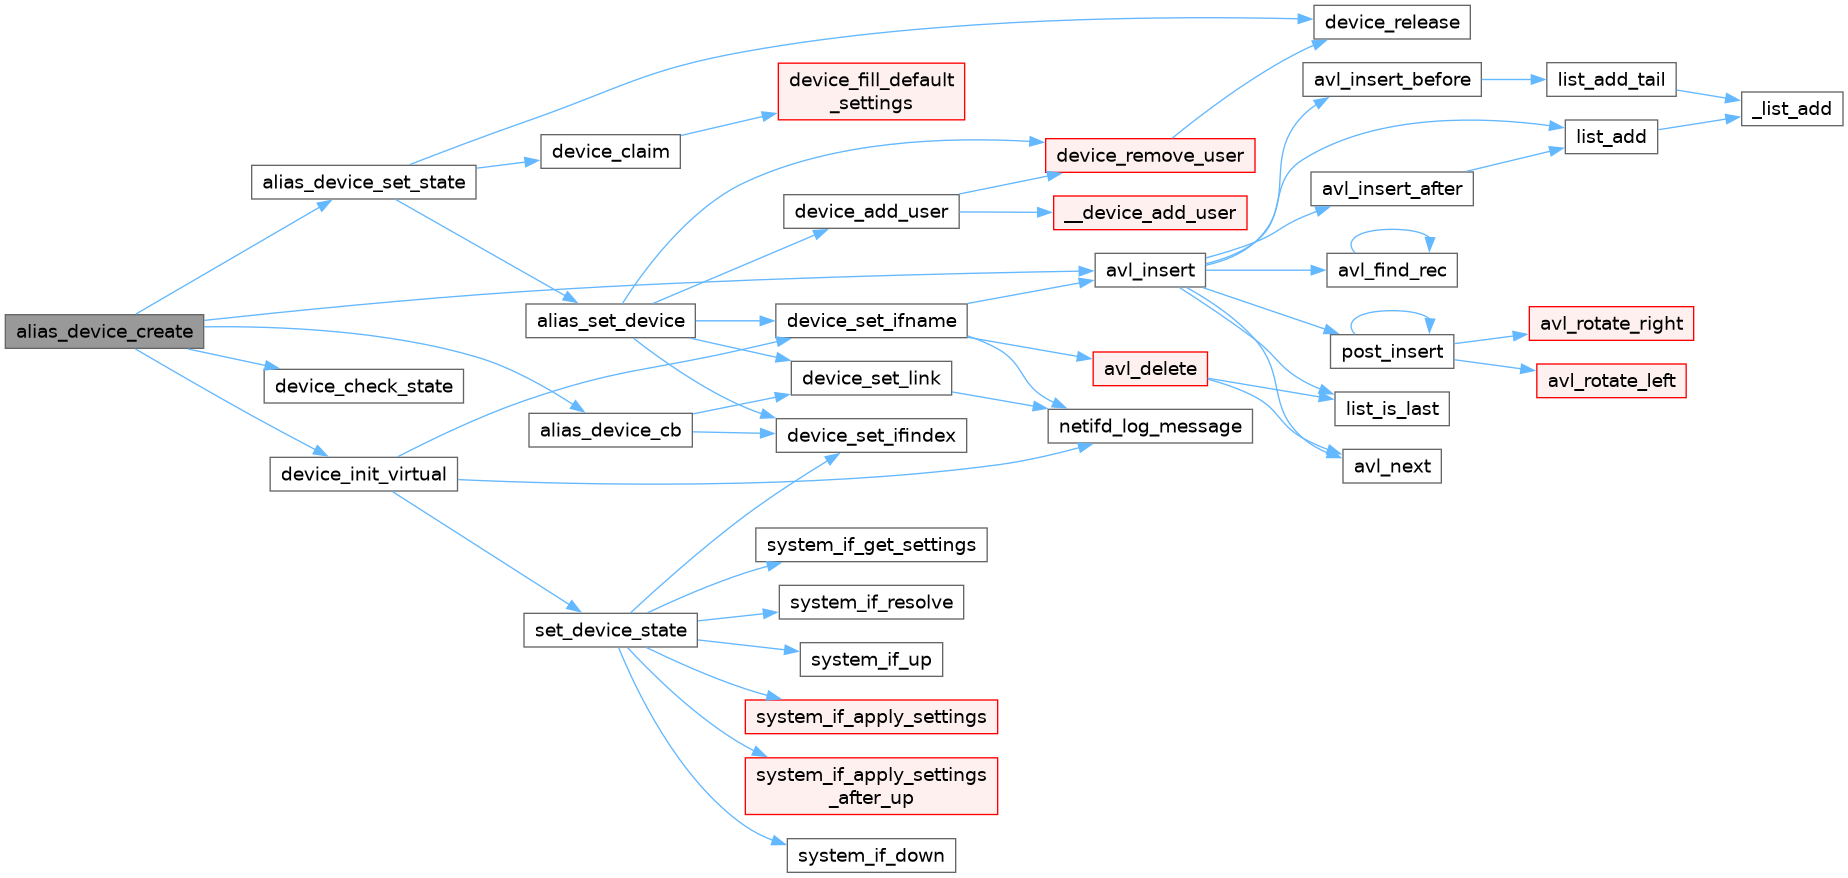 alias_device_create
alias_device_set_state
device_check_state
device_init_virtual
device_claim
alias_set_device
alias_device_cb
set_device_state
device_fill_default
_settings
device_add_user
device_set_ifname
device_set_link
device_set_ifindex
system_if_get_settings
system_if_resolve
system_if_up
system_if_apply_settings
system_if_apply_settings
_after_up
system_if_down
device_remove_user
__device_add_user
avl_insert
avl_delete
netifd_log_message
device_release
avl_insert_before
avl_insert_after
avl_find_rec
post_insert
list_is_last
avl_next
list_add_tail
list_add
avl_rotate_right
avl_rotate_left
_list_add